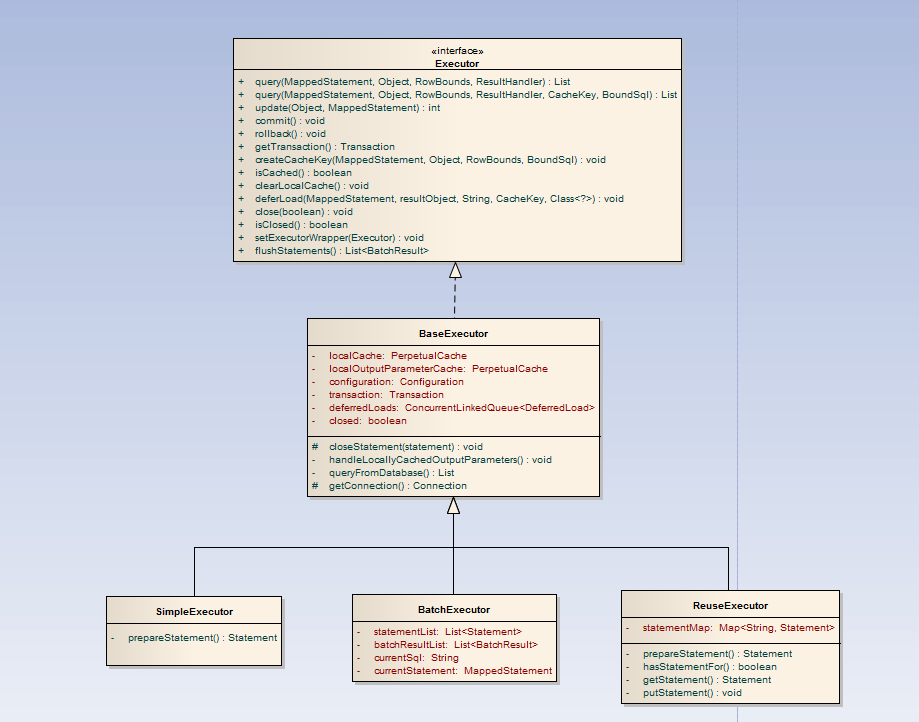 «interface»
Executor
+ query(MappedStatement, Object, RowBounds, ResultHandler) : List
+ query(MappedStatement, Object, RowBounds, ResultHandler, CacheKey, BoundSql) : List
+ update(Object, MappedStatement) : int
+ commit() : void
+ rollback() : void
+ getTransaction() : Transaction
+ createCacheKey(MappedStatement, Object, RowBounds, BoundSql) : void
+ isCached() : boolean
+ clearLocalCache() : void
+ deferLoad(MappedStatement, resultObject, String, CacheKey, Class<?>) : void
+ close(boolean) : void
+ isClosed() : boolean
+ setExecutorWrapper(Executor) : void
+ flushStatements() : List<BatchResult>
BaseExecutor
- localCache: PerpetualCache
- localOutputParameterCache: PerpetualCache
- configuration: Configuration
- transaction: Transaction
- deferredLoads: ConcurrentLinkedQueue<DeferredLoad>
- closed: boolean
# closeStatement(statement) : void
- handleLocallyCachedOutputParameters() : void
- queryFromDatabase() : List
# getConnection() : Connection
SimpleExecutor
- prepareStatement() : Statement
BatchExecutor
- statementList: List<Statement>
- batchResultList: List<BatchResult>
- currentSql: String
- currentStatement: MappedStatement
ReuseExecutor
- statementMap: Map<String, Statement>
- prepareStatement() : Statement
- hasStatementFor() : boolean
- getStatement() : Statement
- putStatement() : void